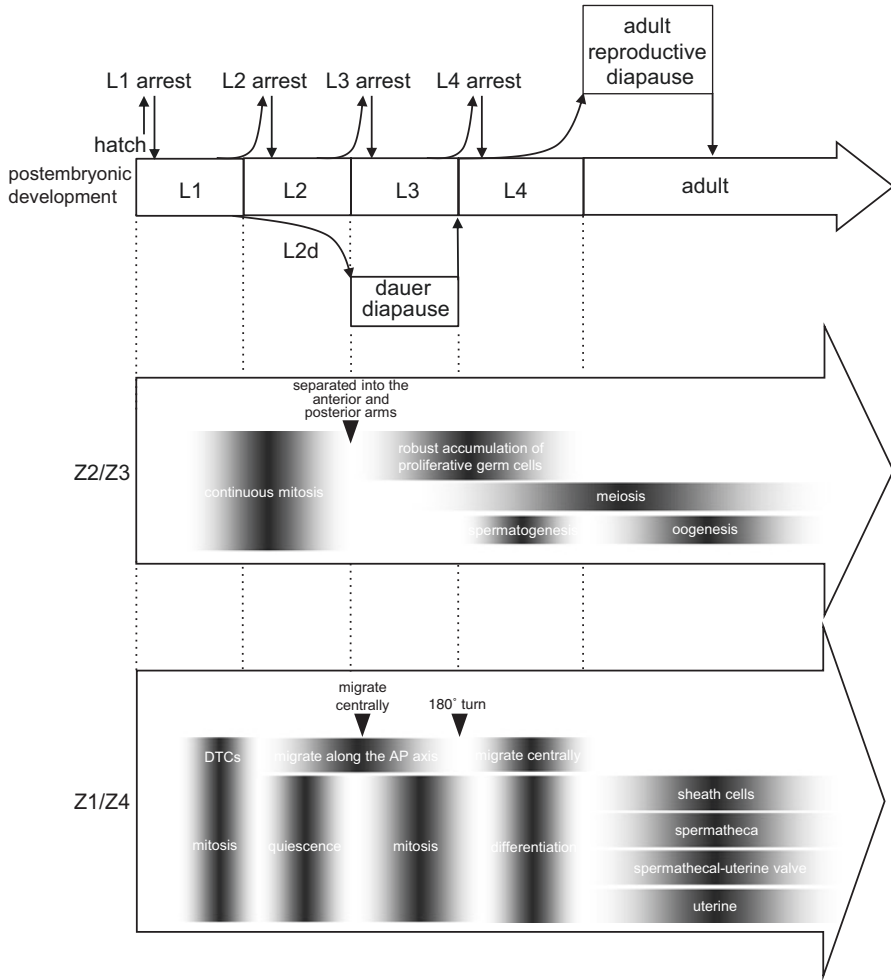 adult
reproductive
diapause
L1 arrest
L2 arrest
L3 arrest
L4 arrest
hatch
postembryonic
development
L1
L2
L3
L4
adult
L2d
dauer
diapause
separated into the
anterior and
posterior arms
Z2/Z3
robust accumulation of
proliferative germ cells
continuous mitosis
meiosis
spermatogenesis
oogenesis
migrate
centrally
180° turn
Z1/Z4
DTCs
migrate along the AP axis
migrate centrally
mitosis
quiescence
mitosis
differentiation
sheath cells
spermatheca
spermathecal-uterine valve
uterine